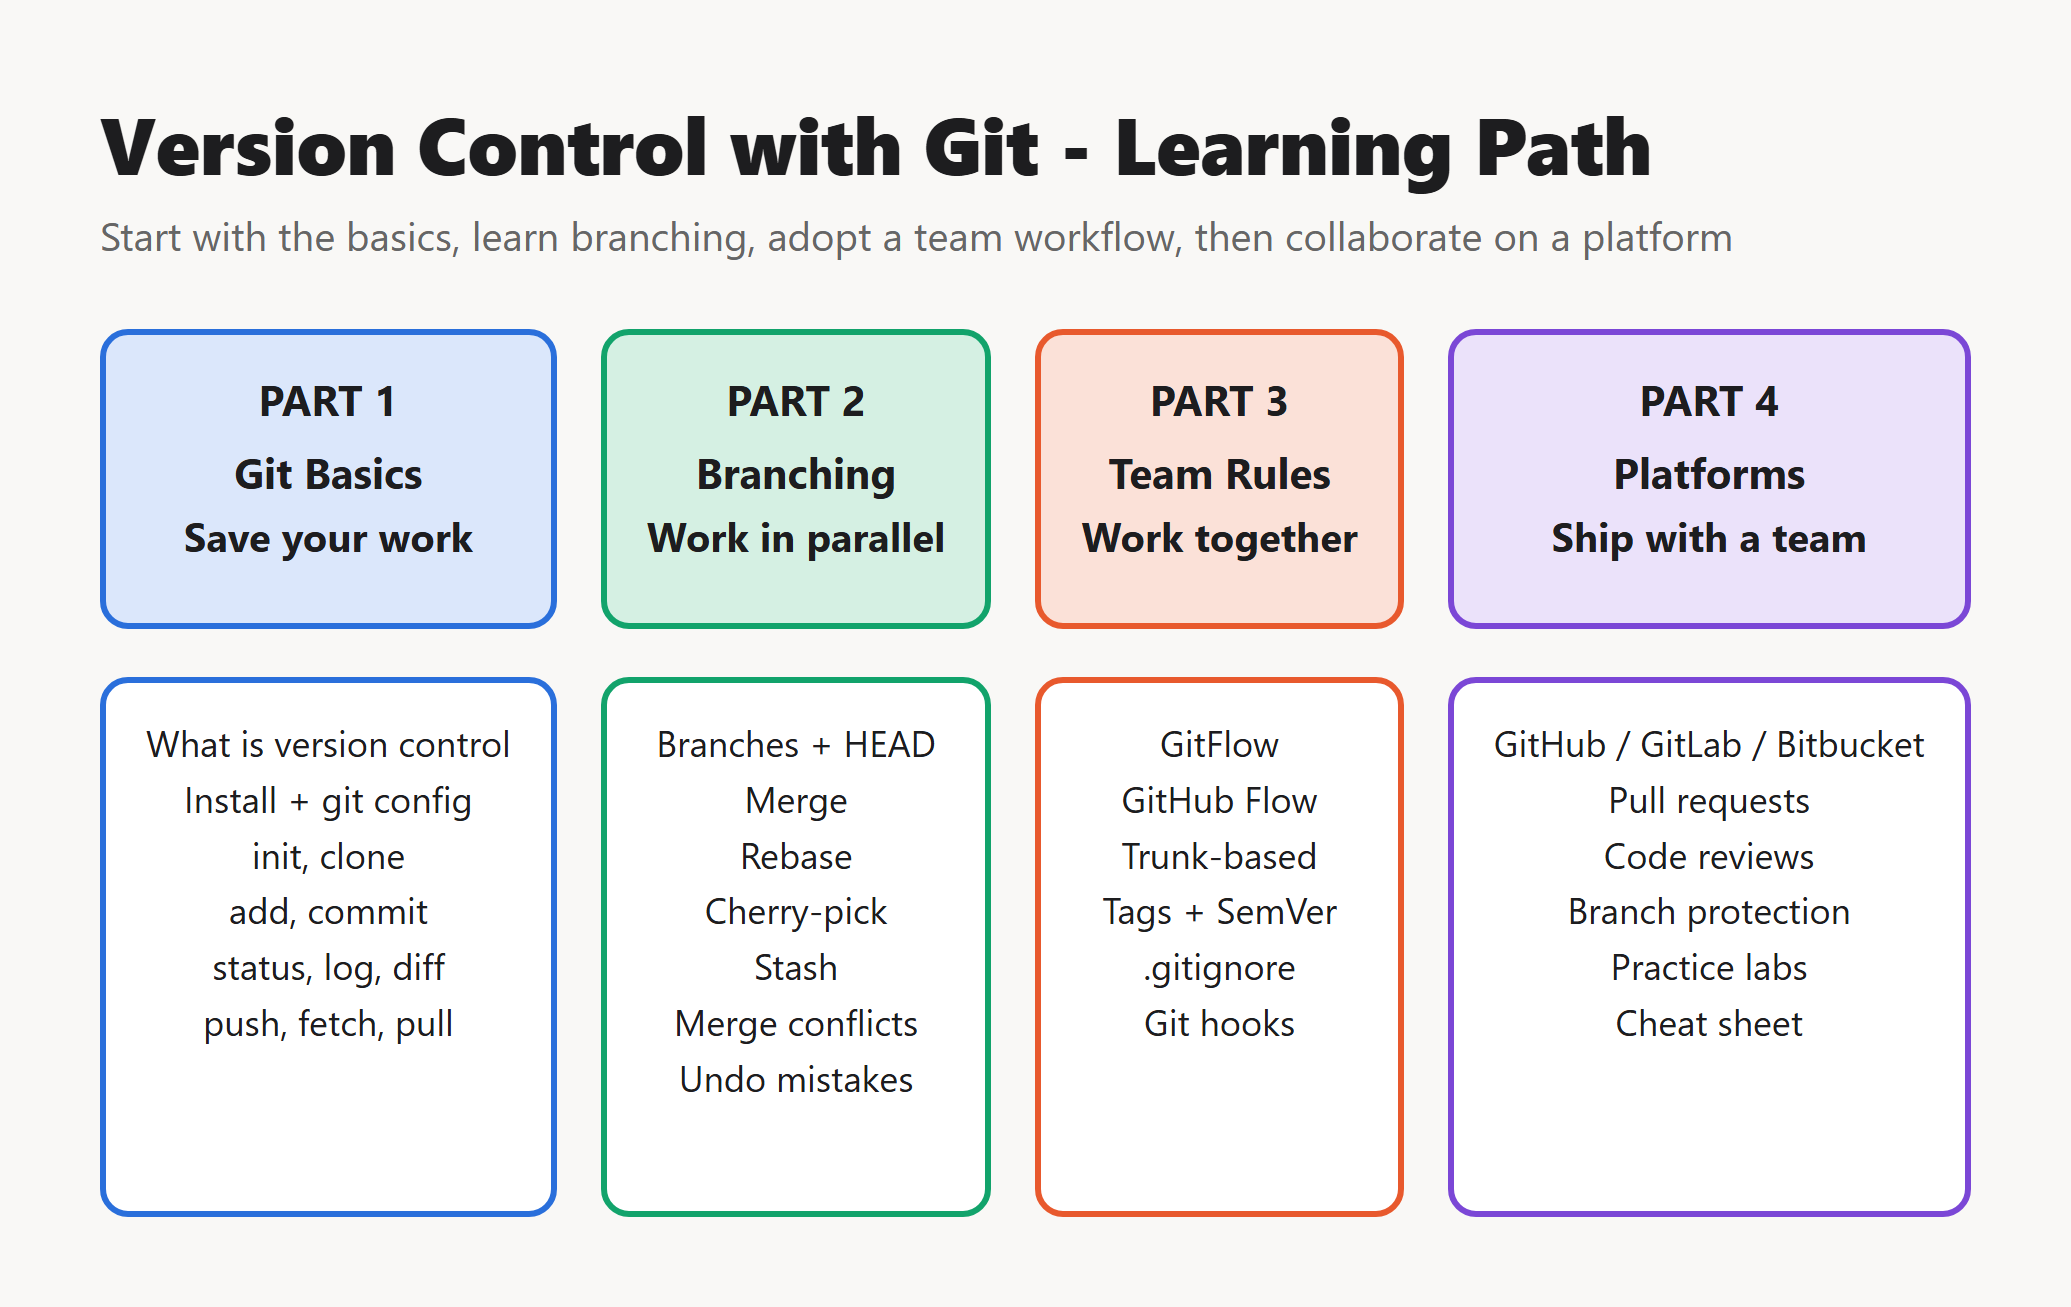 Version Control with Git - Learning Path
Start with the basics, learn branching, adopt a team workflow, then collaborate on a platform
PART 1
Git Basics
Save your work
PART 2
Branching
Work in parallel
PART 3
Team Rules
Work together
PART 4
Platforms
Ship with a team
What is version control
Install + git config
init, clone
add, commit
status, log, diff
push, fetch, pull
Branches + HEAD
Merge
Rebase
Cherry-pick
Stash
Merge conflicts
Undo mistakes
GitFlow
GitHub Flow
Trunk-based
Tags + SemVer
.gitignore
Git hooks
GitHub / GitLab / Bitbucket
Pull requests
Code reviews
Branch protection
Practice labs
Cheat sheet